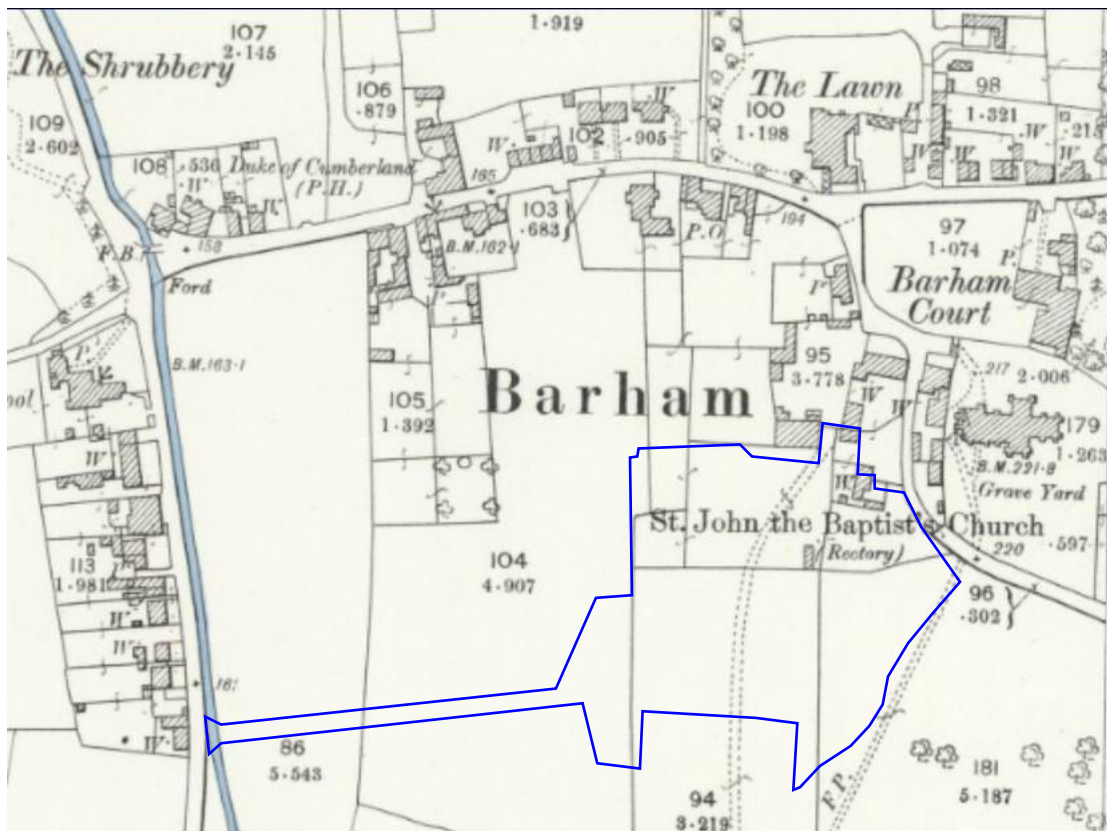 107
2·145
1·919
The Shrubbery
106
·879
W
The Lawn
98
1·321
P
109
2·602
102
·905
100
1·198
W
·215
108
·536
W
Duke of Cumberland
(P.H.)
W
165
W
W
W
103
·683
194
97
1·074
P.O
B.M.162·1
158
F.B.
Ford
P
P.
Barham
Court
P
B.M.163·1
95
3·778
217
2·006
Barham
105
1·392
W
W
179
1·263
W
B.M.221·8
Grave Yard
W
St. John the Baptist's Church
(Rectory)
220
·597
104
4·907
113
1·981
96
·302
W
W
161
W
86
5·543
181
5·187
F.P.
94
3·219